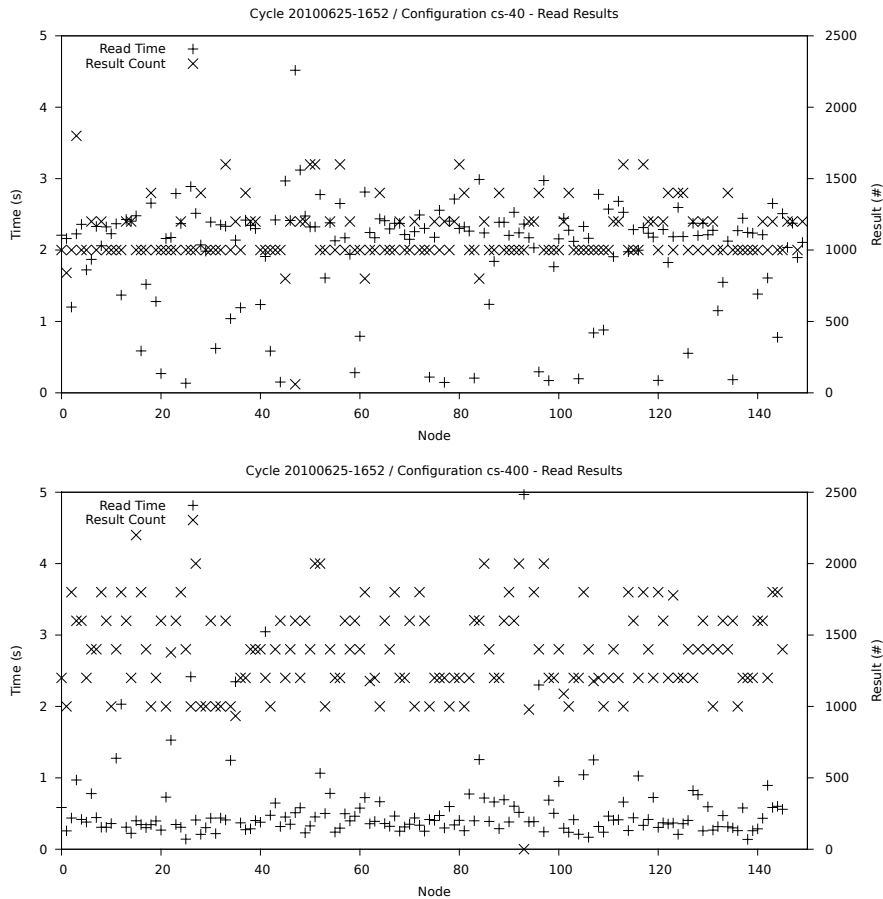 Cycle 20100625-1652 / Configuration cs-40 - Read Results
5 2500
Read Time
Result Count
4 2000
3 1500
Time (s) Result (#)
2 1000
1 500
0 0
0 20 40 60 80 100 120 140
Node
Cycle 20100625-1652 / Configuration cs-400 - Read Results
5 2500
Read Time
Result Count
4 2000
3 1500
Time (s) Result (#)
2 1000
1 500
0 0
0 20 40 60 80 100 120 140
Node